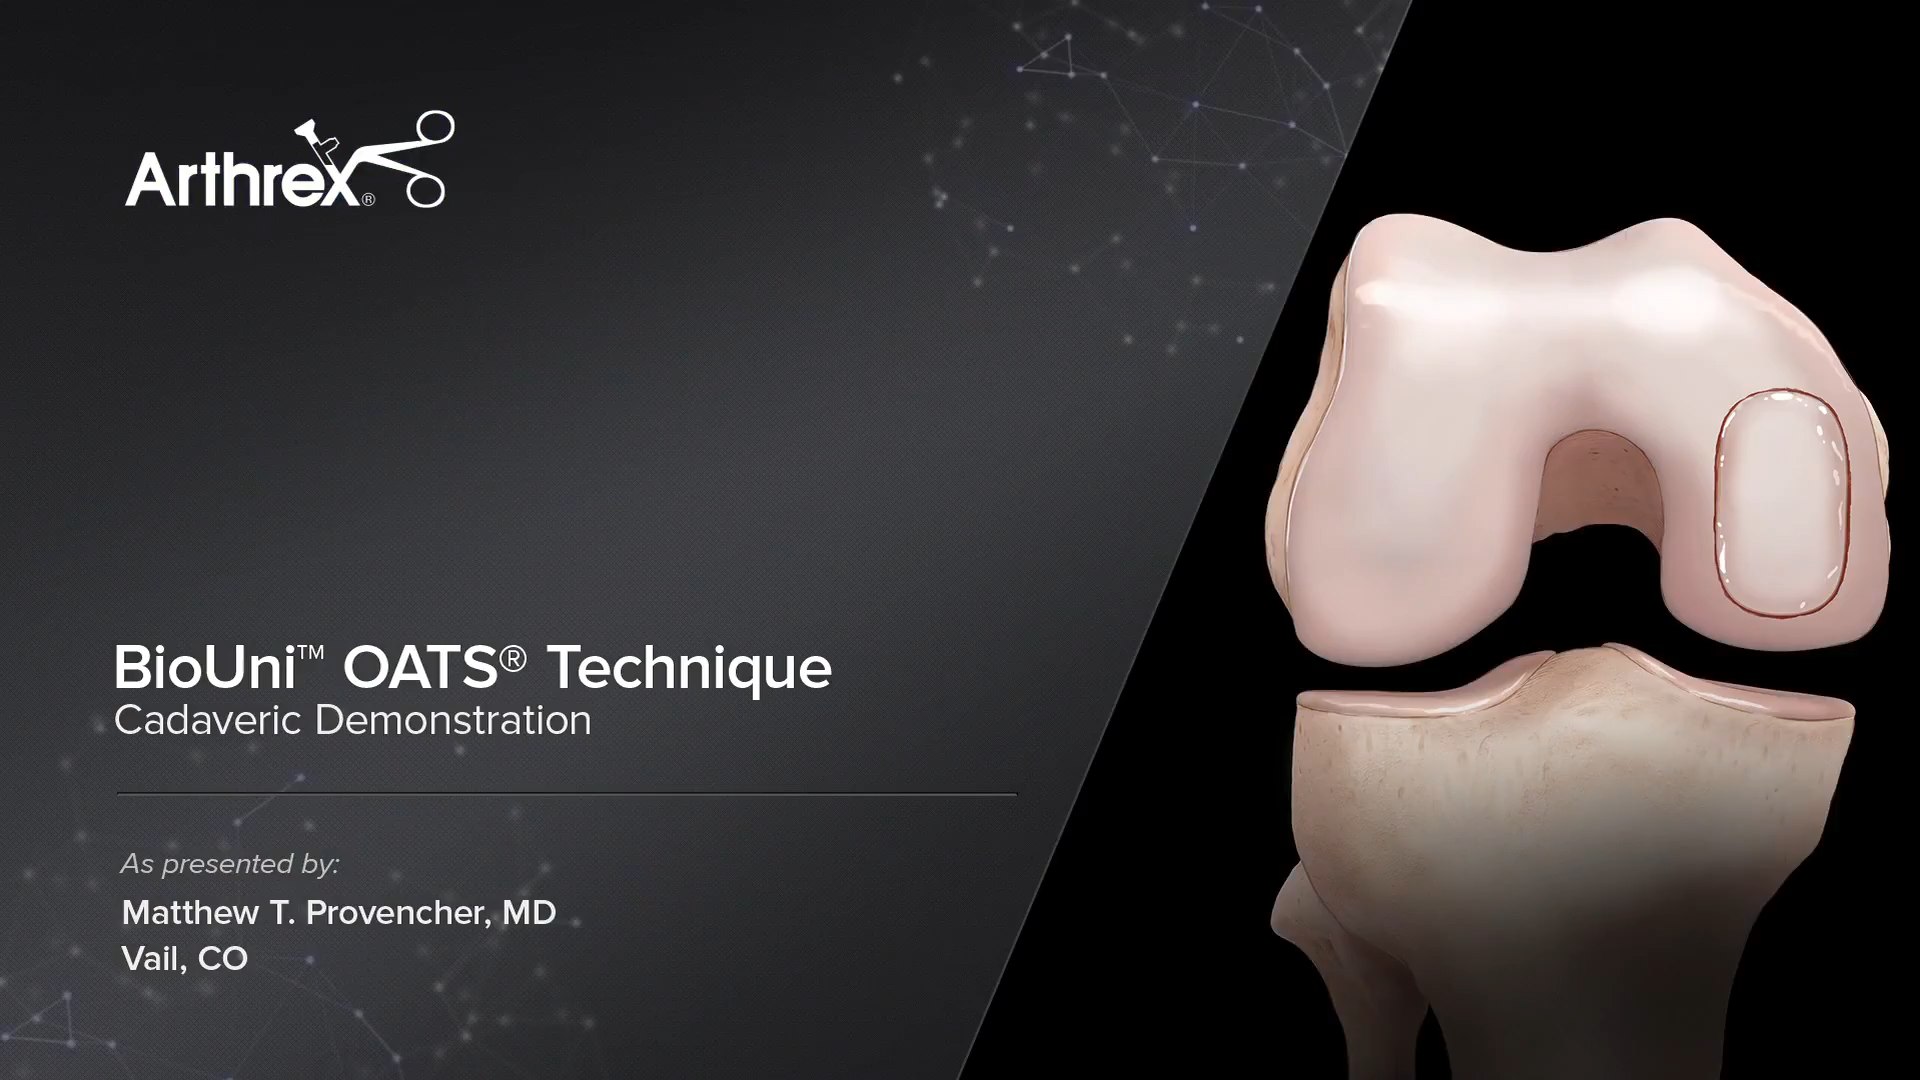 Arthrex®
BioUni™ OATS® Technique
Cadaveric Demonstration
As presented by:
Matthew T. Provencher, MD
Vail, CO